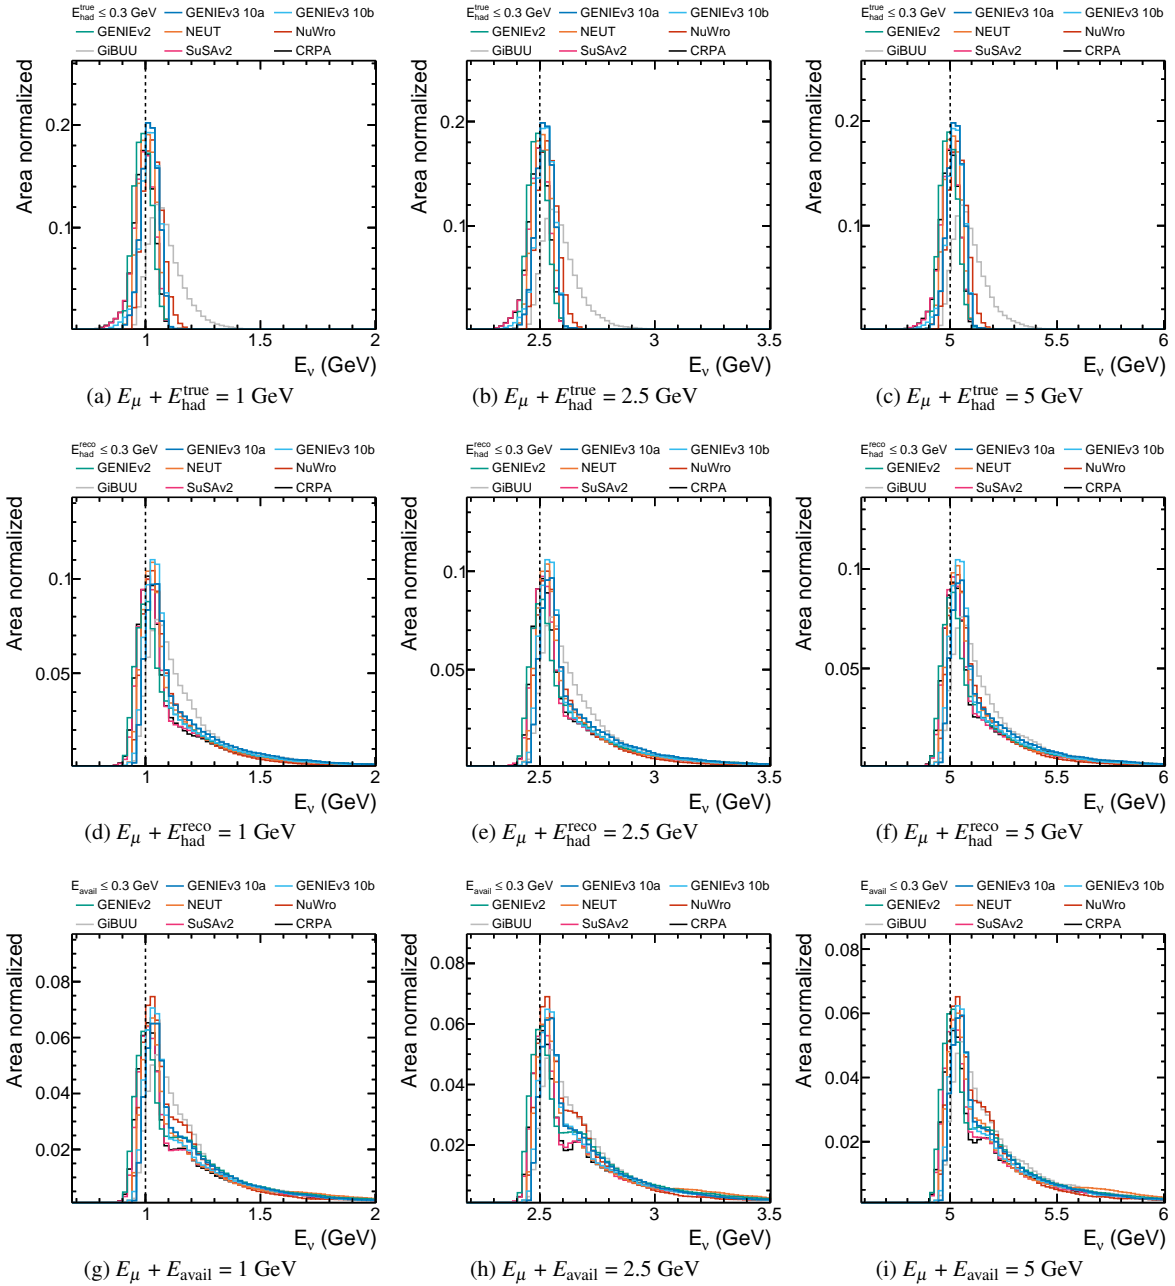 E_had^true ≤ 0.3 GeV GENIEv3 10a GENIEv3 10b
GENIEv2 NEUT NuWro
GiBUU SuSAv2 CRPA
Area normalized
0.2
0.1
1 1.5 2
E_ν (GeV)
(a) E_μ + E_had^true = 1 GeV
E_had^true ≤ 0.3 GeV GENIEv3 10a GENIEv3 10b
GENIEv2 NEUT NuWro
GiBUU SuSAv2 CRPA
Area normalized
0.2
0.1
2.5 3 3.5
E_ν (GeV)
(b) E_μ + E_had^true = 2.5 GeV
E_had^true ≤ 0.3 GeV GENIEv3 10a GENIEv3 10b
GENIEv2 NEUT NuWro
GiBUU SuSAv2 CRPA
Area normalized
0.2
0.1
5 5.5 6
E_ν (GeV)
(c) E_μ + E_had^true = 5 GeV
E_had^reco ≤ 0.3 GeV GENIEv3 10a GENIEv3 10b
GENIEv2 NEUT NuWro
GiBUU SuSAv2 CRPA
Area normalized
0.1
0.05
1 1.5 2
E_ν (GeV)
(d) E_μ + E_had^reco = 1 GeV
E_had^reco ≤ 0.3 GeV GENIEv3 10a GENIEv3 10b
GENIEv2 NEUT NuWro
GiBUU SuSAv2 CRPA
Area normalized
0.1
0.05
2.5 3 3.5
E_ν (GeV)
(e) E_μ + E_had^reco = 2.5 GeV
E_had^reco ≤ 0.3 GeV GENIEv3 10a GENIEv3 10b
GENIEv2 NEUT NuWro
GiBUU SuSAv2 CRPA
Area normalized
0.1
0.05
5 5.5 6
E_ν (GeV)
(f) E_μ + E_had^reco = 5 GeV
E_avail ≤ 0.3 GeV GENIEv3 10a GENIEv3 10b
GENIEv2 NEUT NuWro
GiBUU SuSAv2 CRPA
Area normalized
0.08
0.06
0.04
0.02
1 1.5 2
E_ν (GeV)
(g) E_μ + E_avail = 1 GeV
E_avail ≤ 0.3 GeV GENIEv3 10a GENIEv3 10b
GENIEv2 NEUT NuWro
GiBUU SuSAv2 CRPA
Area normalized
0.08
0.06
0.04
0.02
2.5 3 3.5
E_ν (GeV)
(h) E_μ + E_avail = 2.5 GeV
E_avail ≤ 0.3 GeV GENIEv3 10a GENIEv3 10b
GENIEv2 NEUT NuWro
GiBUU SuSAv2 CRPA
Area normalized
0.08
0.06
0.04
0.02
5 5.5 6
E_ν (GeV)
(i) E_μ + E_avail = 5 GeV